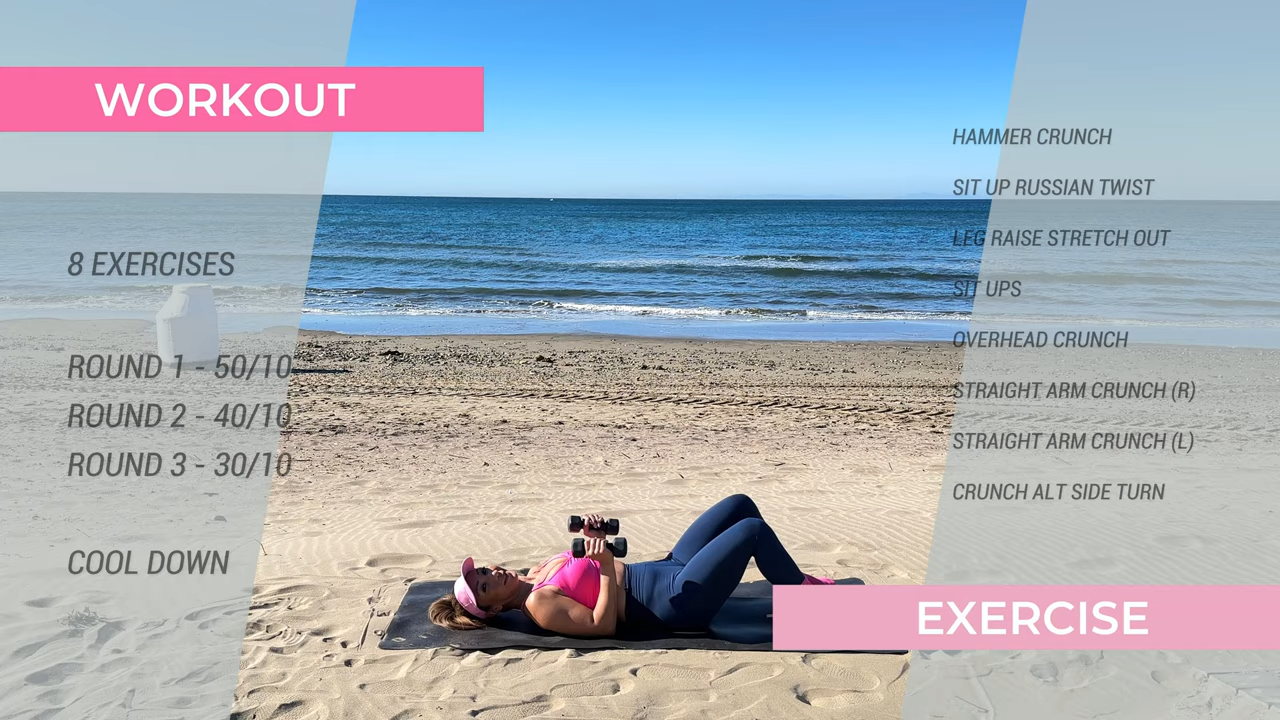 WORKOUT
8 EXERCISES
ROUND 1 - 50/10
ROUND 2 - 40/10
ROUND 3 - 30/10
COOL DOWN
HAMMER CRUNCH
SIT UP RUSSIAN TWIST
LEG RAISE STRETCH OUT
SIT UPS
OVERHEAD CRUNCH
STRAIGHT ARM CRUNCH (R)
STRAIGHT ARM CRUNCH (L)
CRUNCH ALT SIDE TURN
EXERCISE